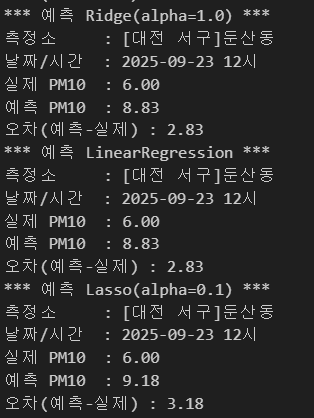 *** 예측 Ridge(alpha=1.0) ***
측정소     : [대전 서구]둔산동
날짜/시간  : 2025-09-23 12시
실제 PM10  : 6.00
예측 PM10  : 8.83
오차(예측-실제) : 2.83
*** 예측 LinearRegression ***
측정소     : [대전 서구]둔산동
날짜/시간  : 2025-09-23 12시
실제 PM10  : 6.00
예측 PM10  : 8.83
오차(예측-실제) : 2.83
*** 예측 Lasso(alpha=0.1) ***
측정소     : [대전 서구]둔산동
날짜/시간  : 2025-09-23 12시
실제 PM10  : 6.00
예측 PM10  : 9.18
오차(예측-실제) : 3.18